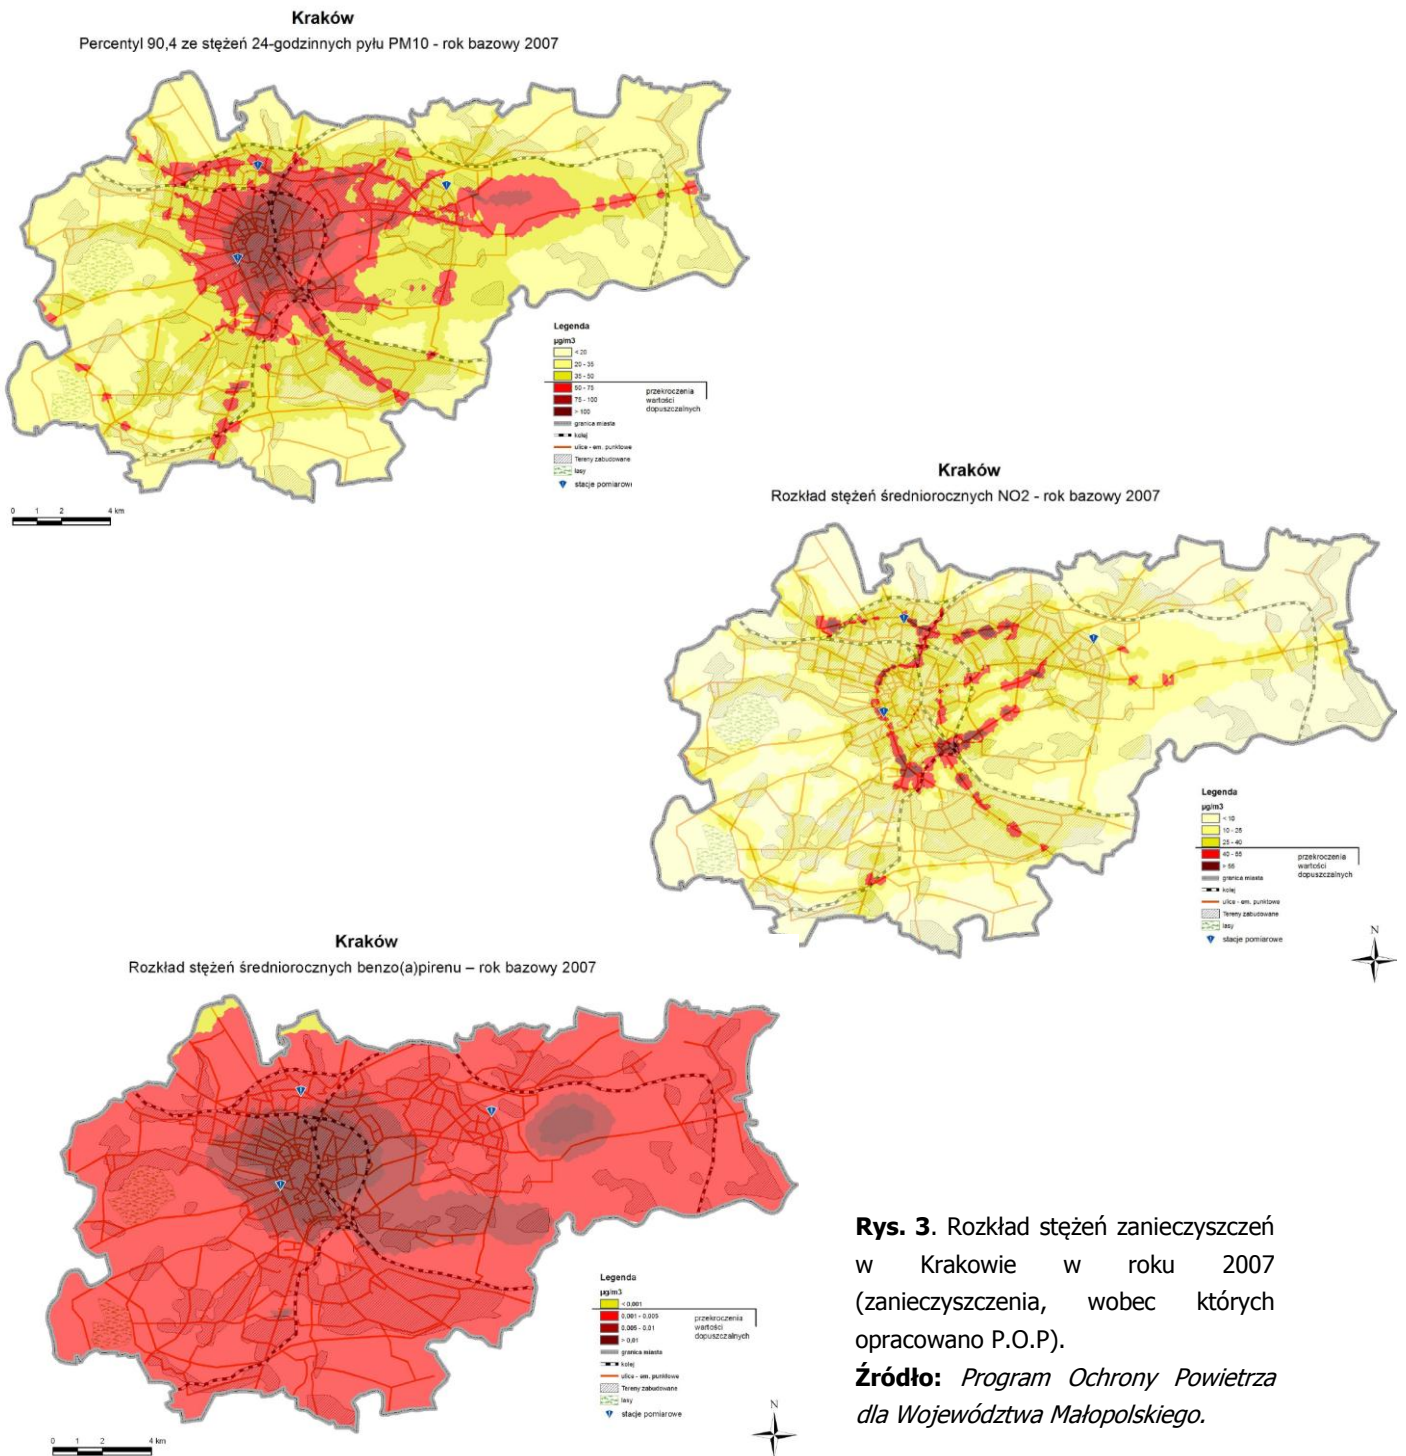 Kraków
Percentyl 90,4 ze stężeń 24-godzinnych pyłu PM10 - rok bazowy 2007
Legenda
µg/m3
< 20
20 - 35
35 - 50
50 - 75
75 - 100
> 100
przekroczenia
wartości
dopuszczalnych
granica miasta
kolej
ulice - em. punktowe
Tereny zabudowane
lasy
stacje pomiarowe
0 1 2 4 km
Kraków
Rozkład stężeń średniorocznych NO2 - rok bazowy 2007
Legenda
µg/m3
< 10
10 - 25
25 - 40
40 - 55
> 55
przekroczenia
wartości
dopuszczalnych
granica miasta
kolej
ulice - em. punktowe
Tereny zabudowane
lasy
stacje pomiarowe
N
Kraków
Rozkład stężeń średniorocznych benzo(a)pirenu – rok bazowy 2007
Legenda
µg/m3
< 0,001
0,001 - 0,005
0,005 - 0,01
> 0,01
przekroczenia
wartości
dopuszczalnych
granica miasta
kolej
ulice - em. punktowe
Tereny zabudowane
lasy
stacje pomiarowe
0 1 2 4 km
N
Rys. 3. Rozkład stężeń zanieczyszczeń
w Krakowie w roku 2007
(zanieczyszczenia, wobec których
opracowano P.O.P).
Źródło: Program Ochrony Powietrza
dla Województwa Małopolskiego.